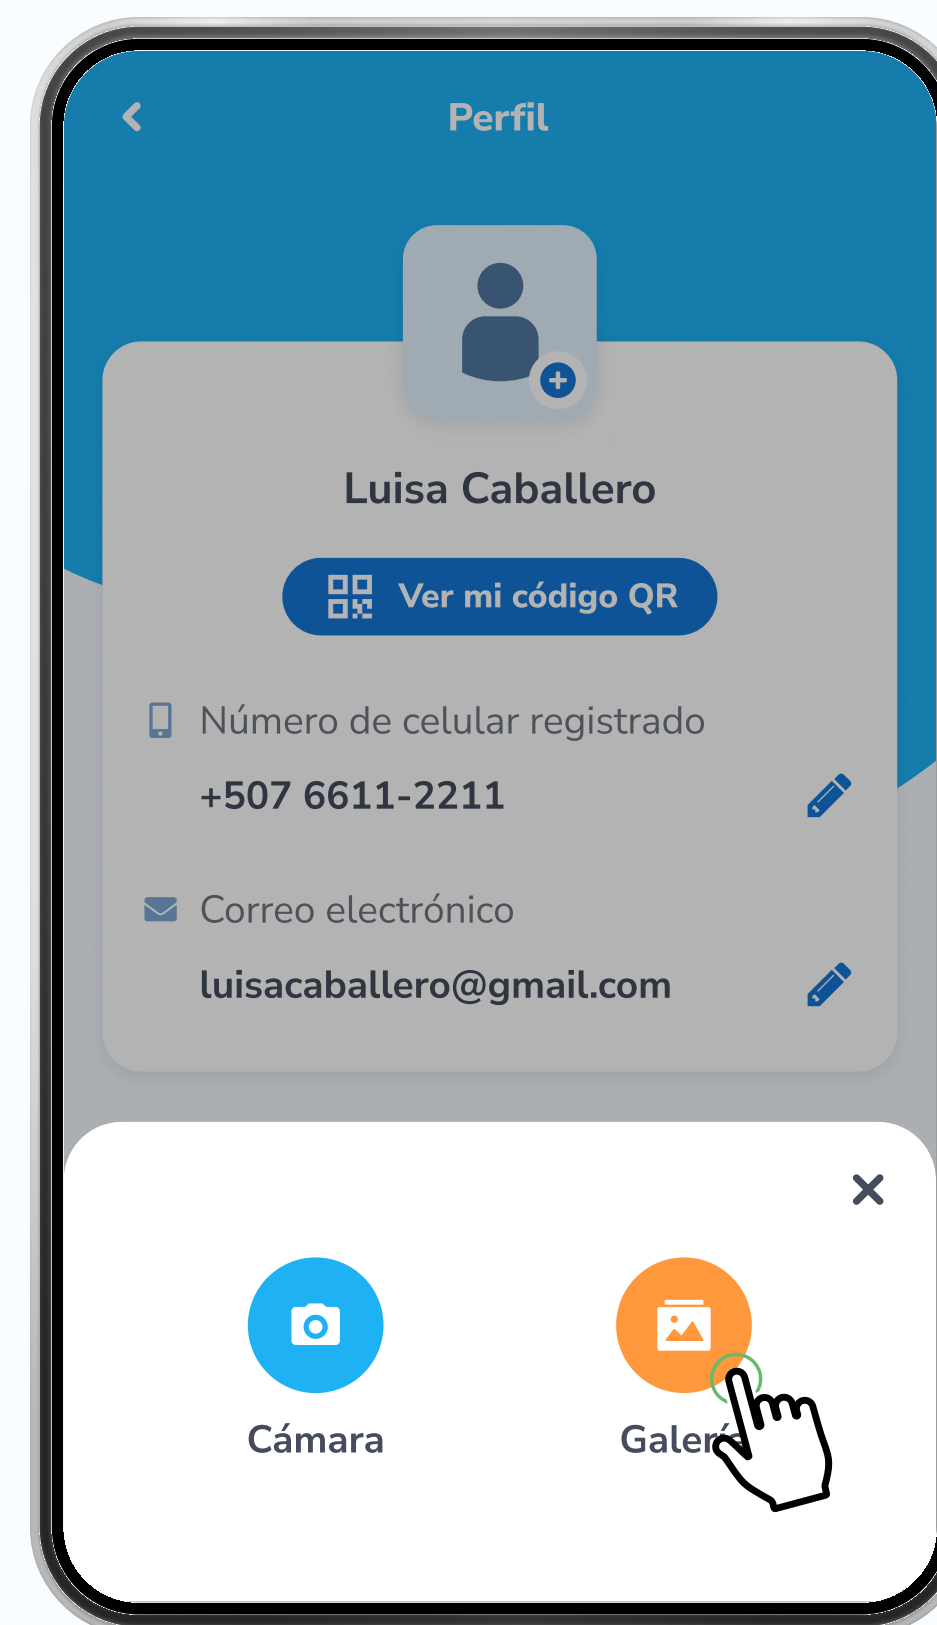 Perfil
Luisa Caballero
Ver mi código QR
Número de celular registrado
+507 6611-2211
Correo electrónico
luisacaballero@gmail.com
Cámara
Galería